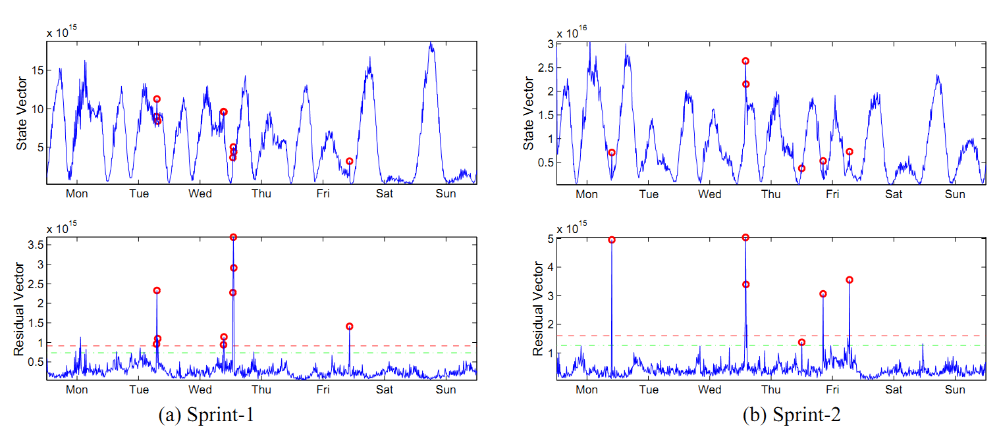 x 10^15
State Vector
15
10
5
Mon Tue Wed Thu Fri Sat Sun
x 10^15
Residual Vector
3.5
3
2.5
2
1.5
1
0.5
Mon Tue Wed Thu Fri Sat Sun
(a) Sprint-1
x 10^16
State Vector
3
2.5
2
1.5
1
0.5
Mon Tue Wed Thu Fri Sat Sun
x 10^15
Residual Vector
5
4
3
2
1
Mon Tue Wed Thu Fri Sat Sun
(b) Sprint-2